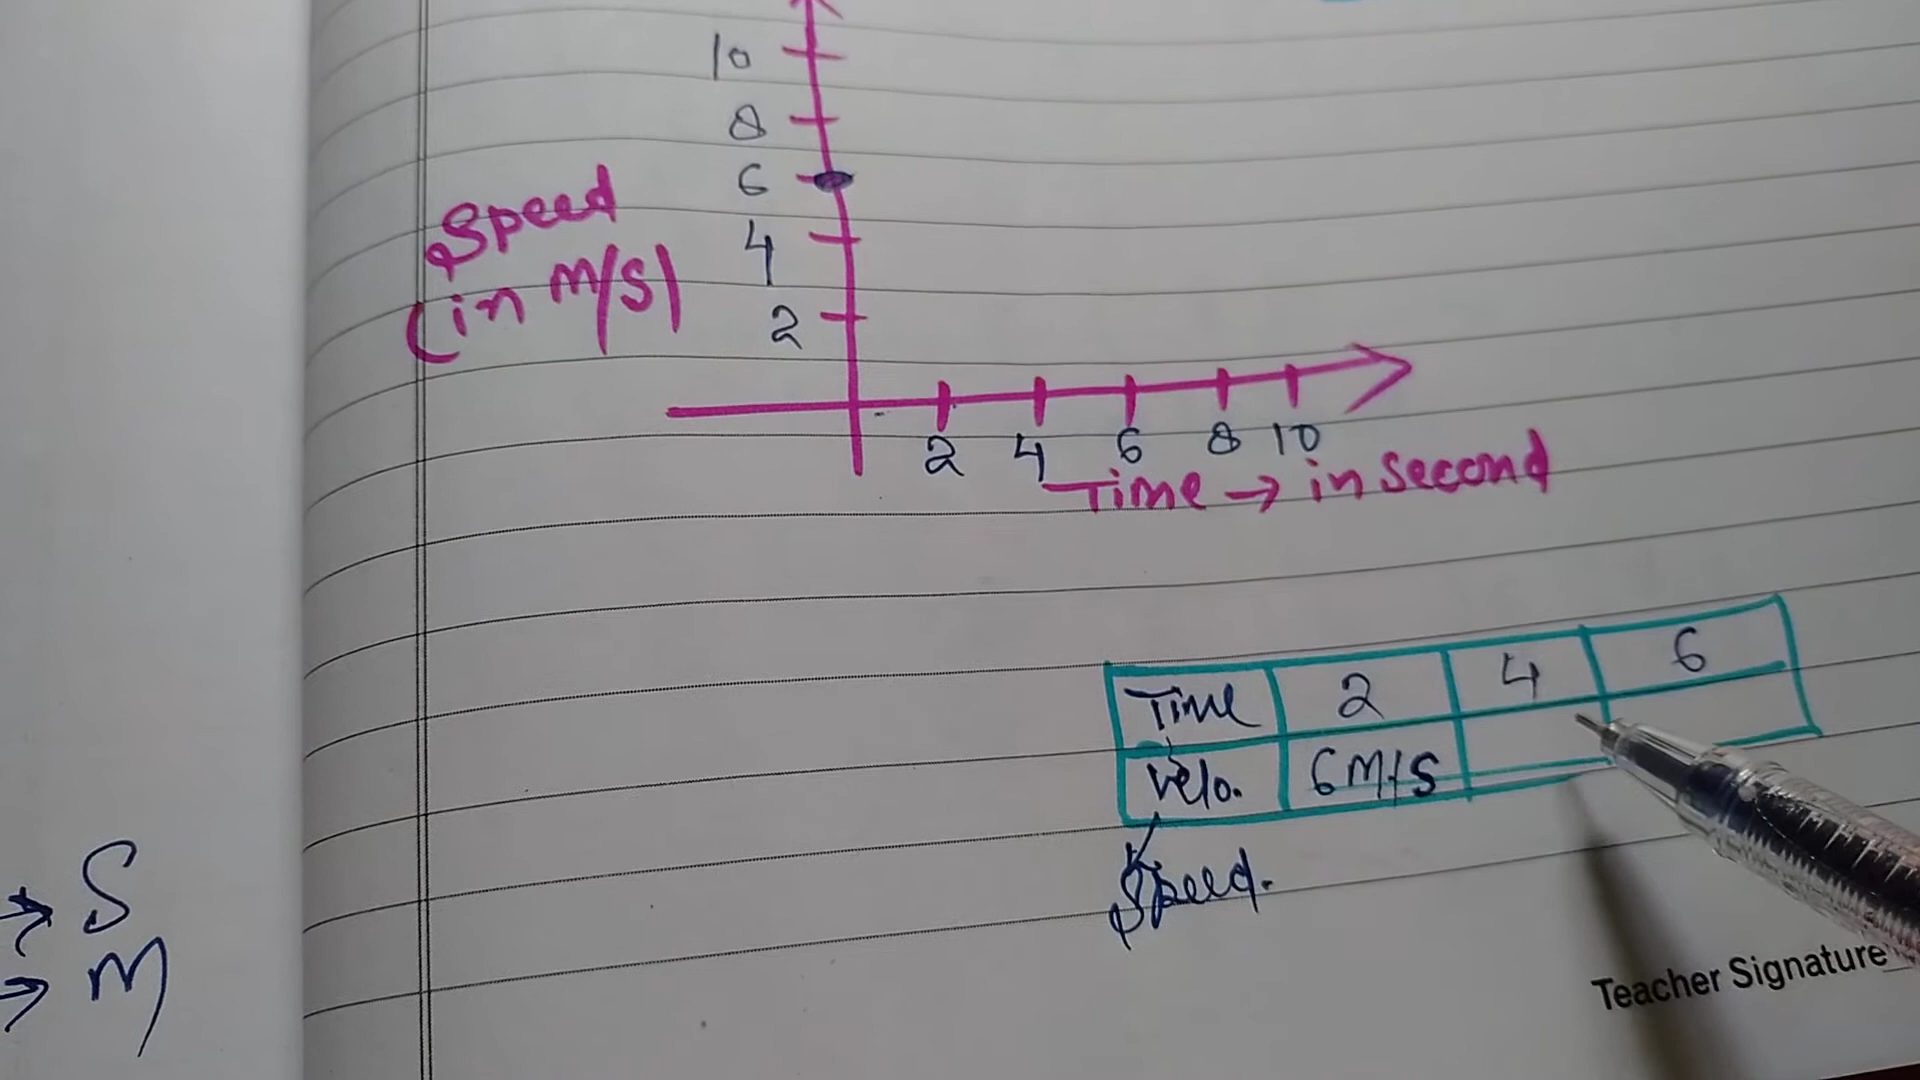 10
8
6
4
2
Speed
(in m/s)
2 4 6 8 10
Time → in second
Time 2 4 6
Velo. 6 M/S
Speed.
→ S
→ M
Teacher Signature